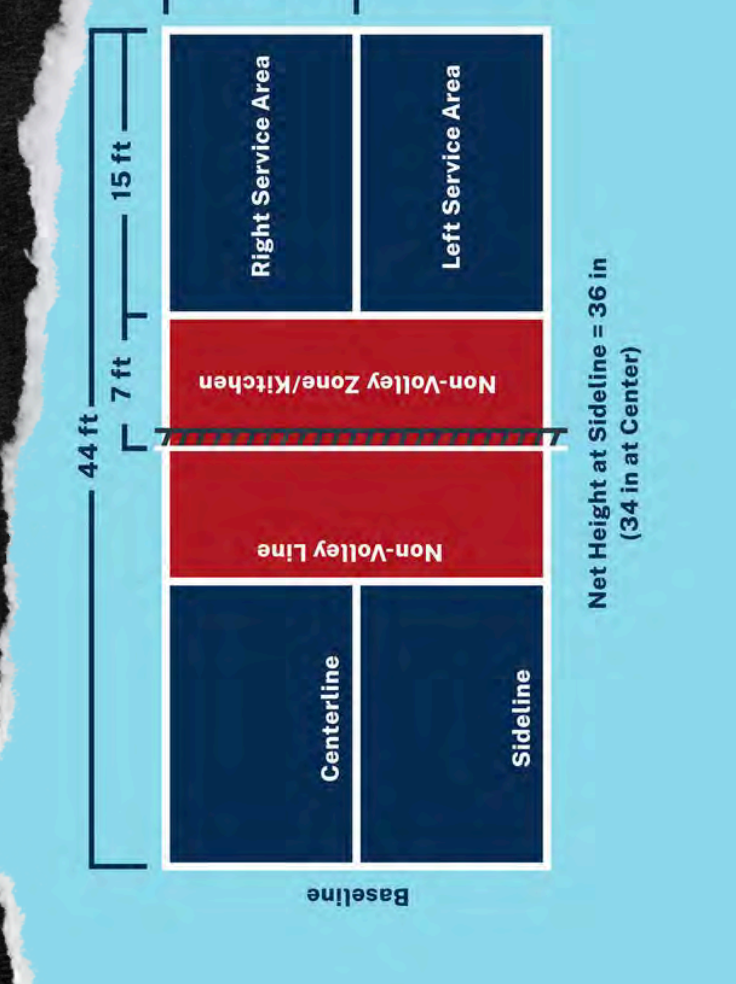 44 ft
7 ft
15 ft
Right Service Area
Left Service Area
Non-Volley Zone/Kitchen
Non-Volley Line
Centerline
Sideline
Baseline
Net Height at Sideline = 36 in
(34 in at Center)